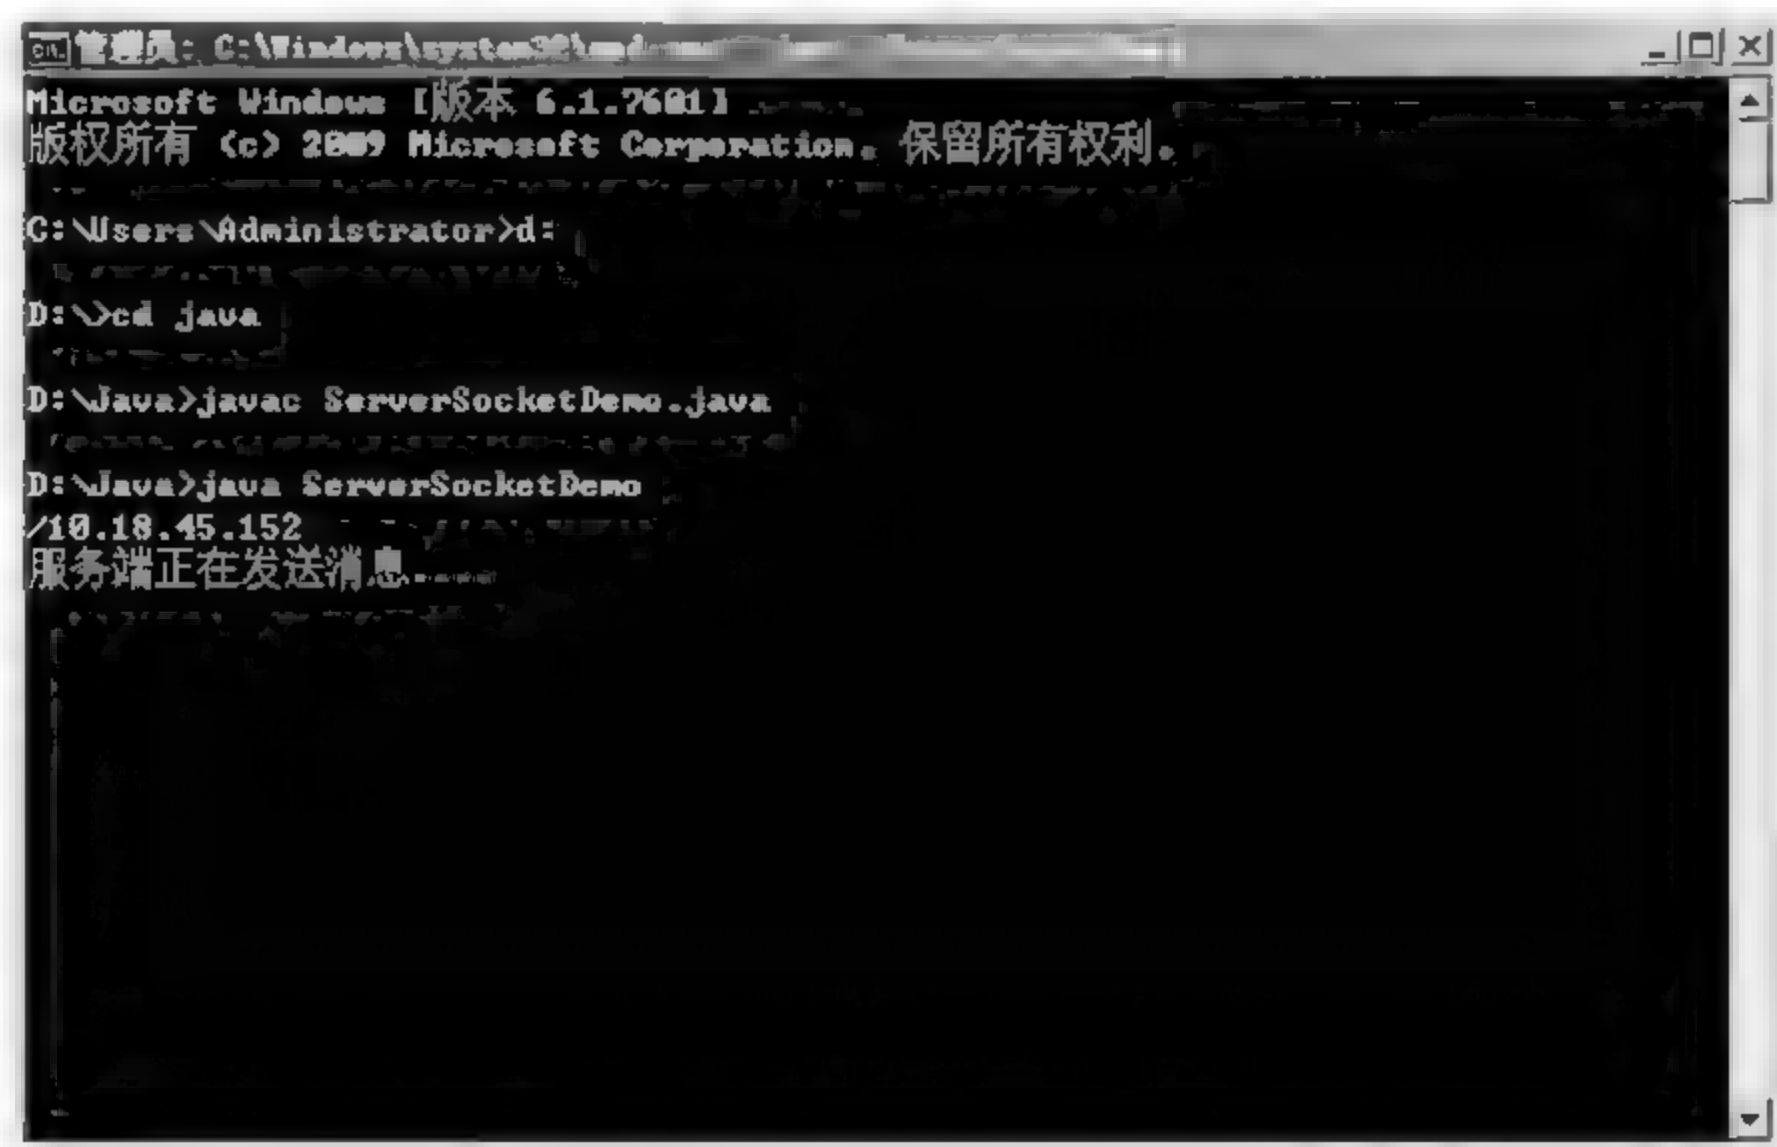 管理员: C:\Windows\system32\cmd
Microsoft Windows [版本 6.1.7601]
版权所有 (c) 2009 Microsoft Corporation。保留所有权利。
C:\Users\Administrator>d:
D:\>cd java
D:\Java>javac ServerSocketDemo.java
D:\Java>java ServerSocketDemo
/10.18.45.152
服务端正在发送消息